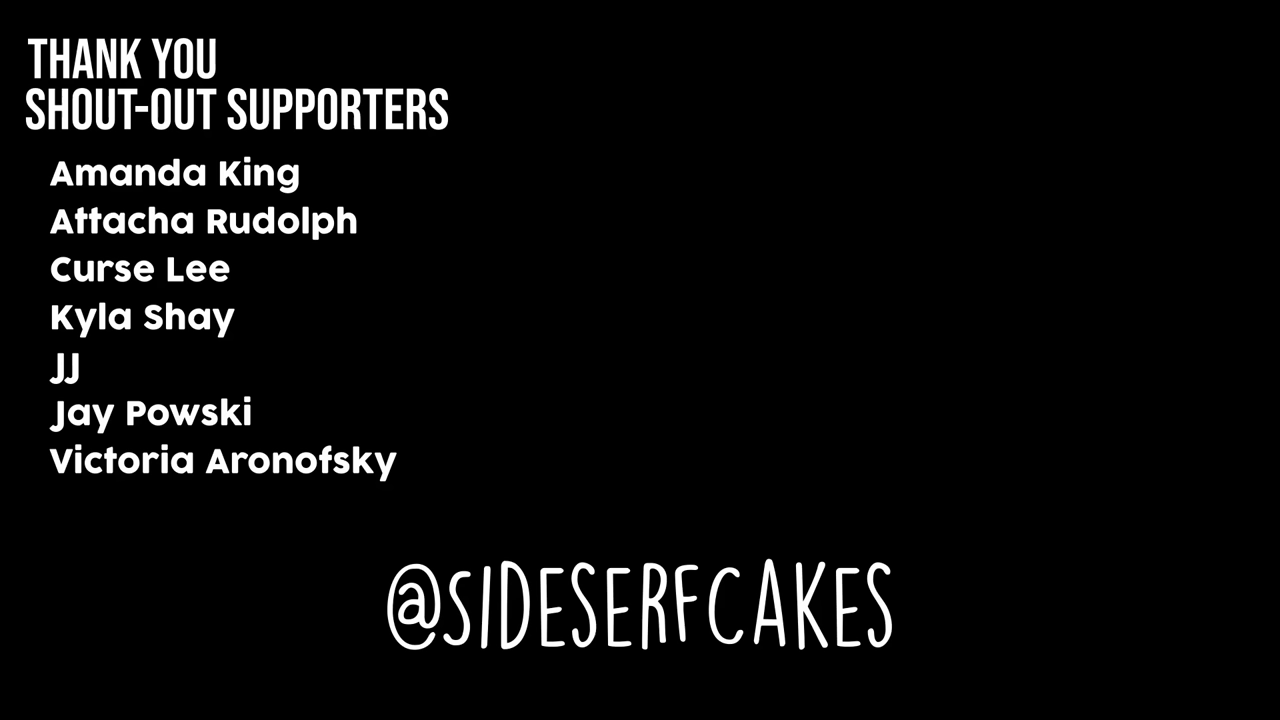 THANK YOU
SHOUT-OUT SUPPORTERS
Amanda King
Attacha Rudolph
Curse Lee
Kyla Shay
JJ
Jay Powski
Victoria Aronofsky
@SIDESERFCAKES